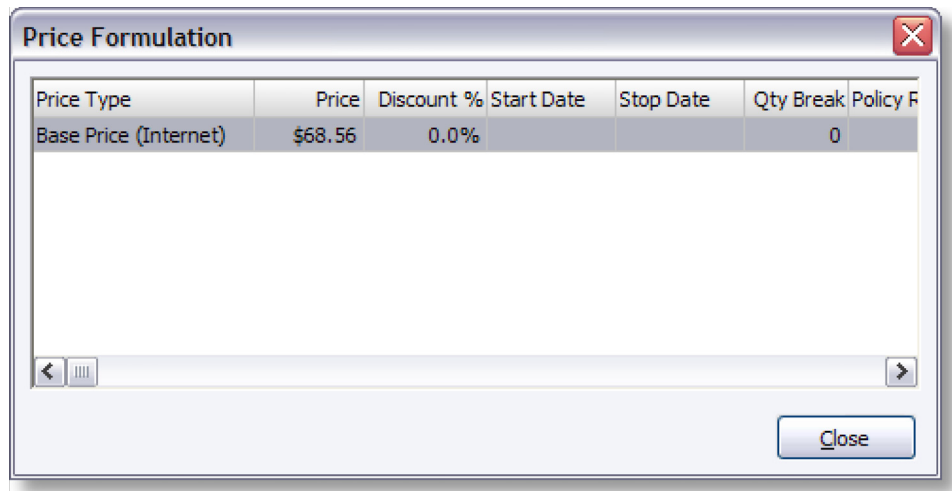 Price Formulation
Price Type Price Discount % Start Date Stop Date Qty Break Policy R
Base Price (Internet) $68.56 0.0% 0
Close